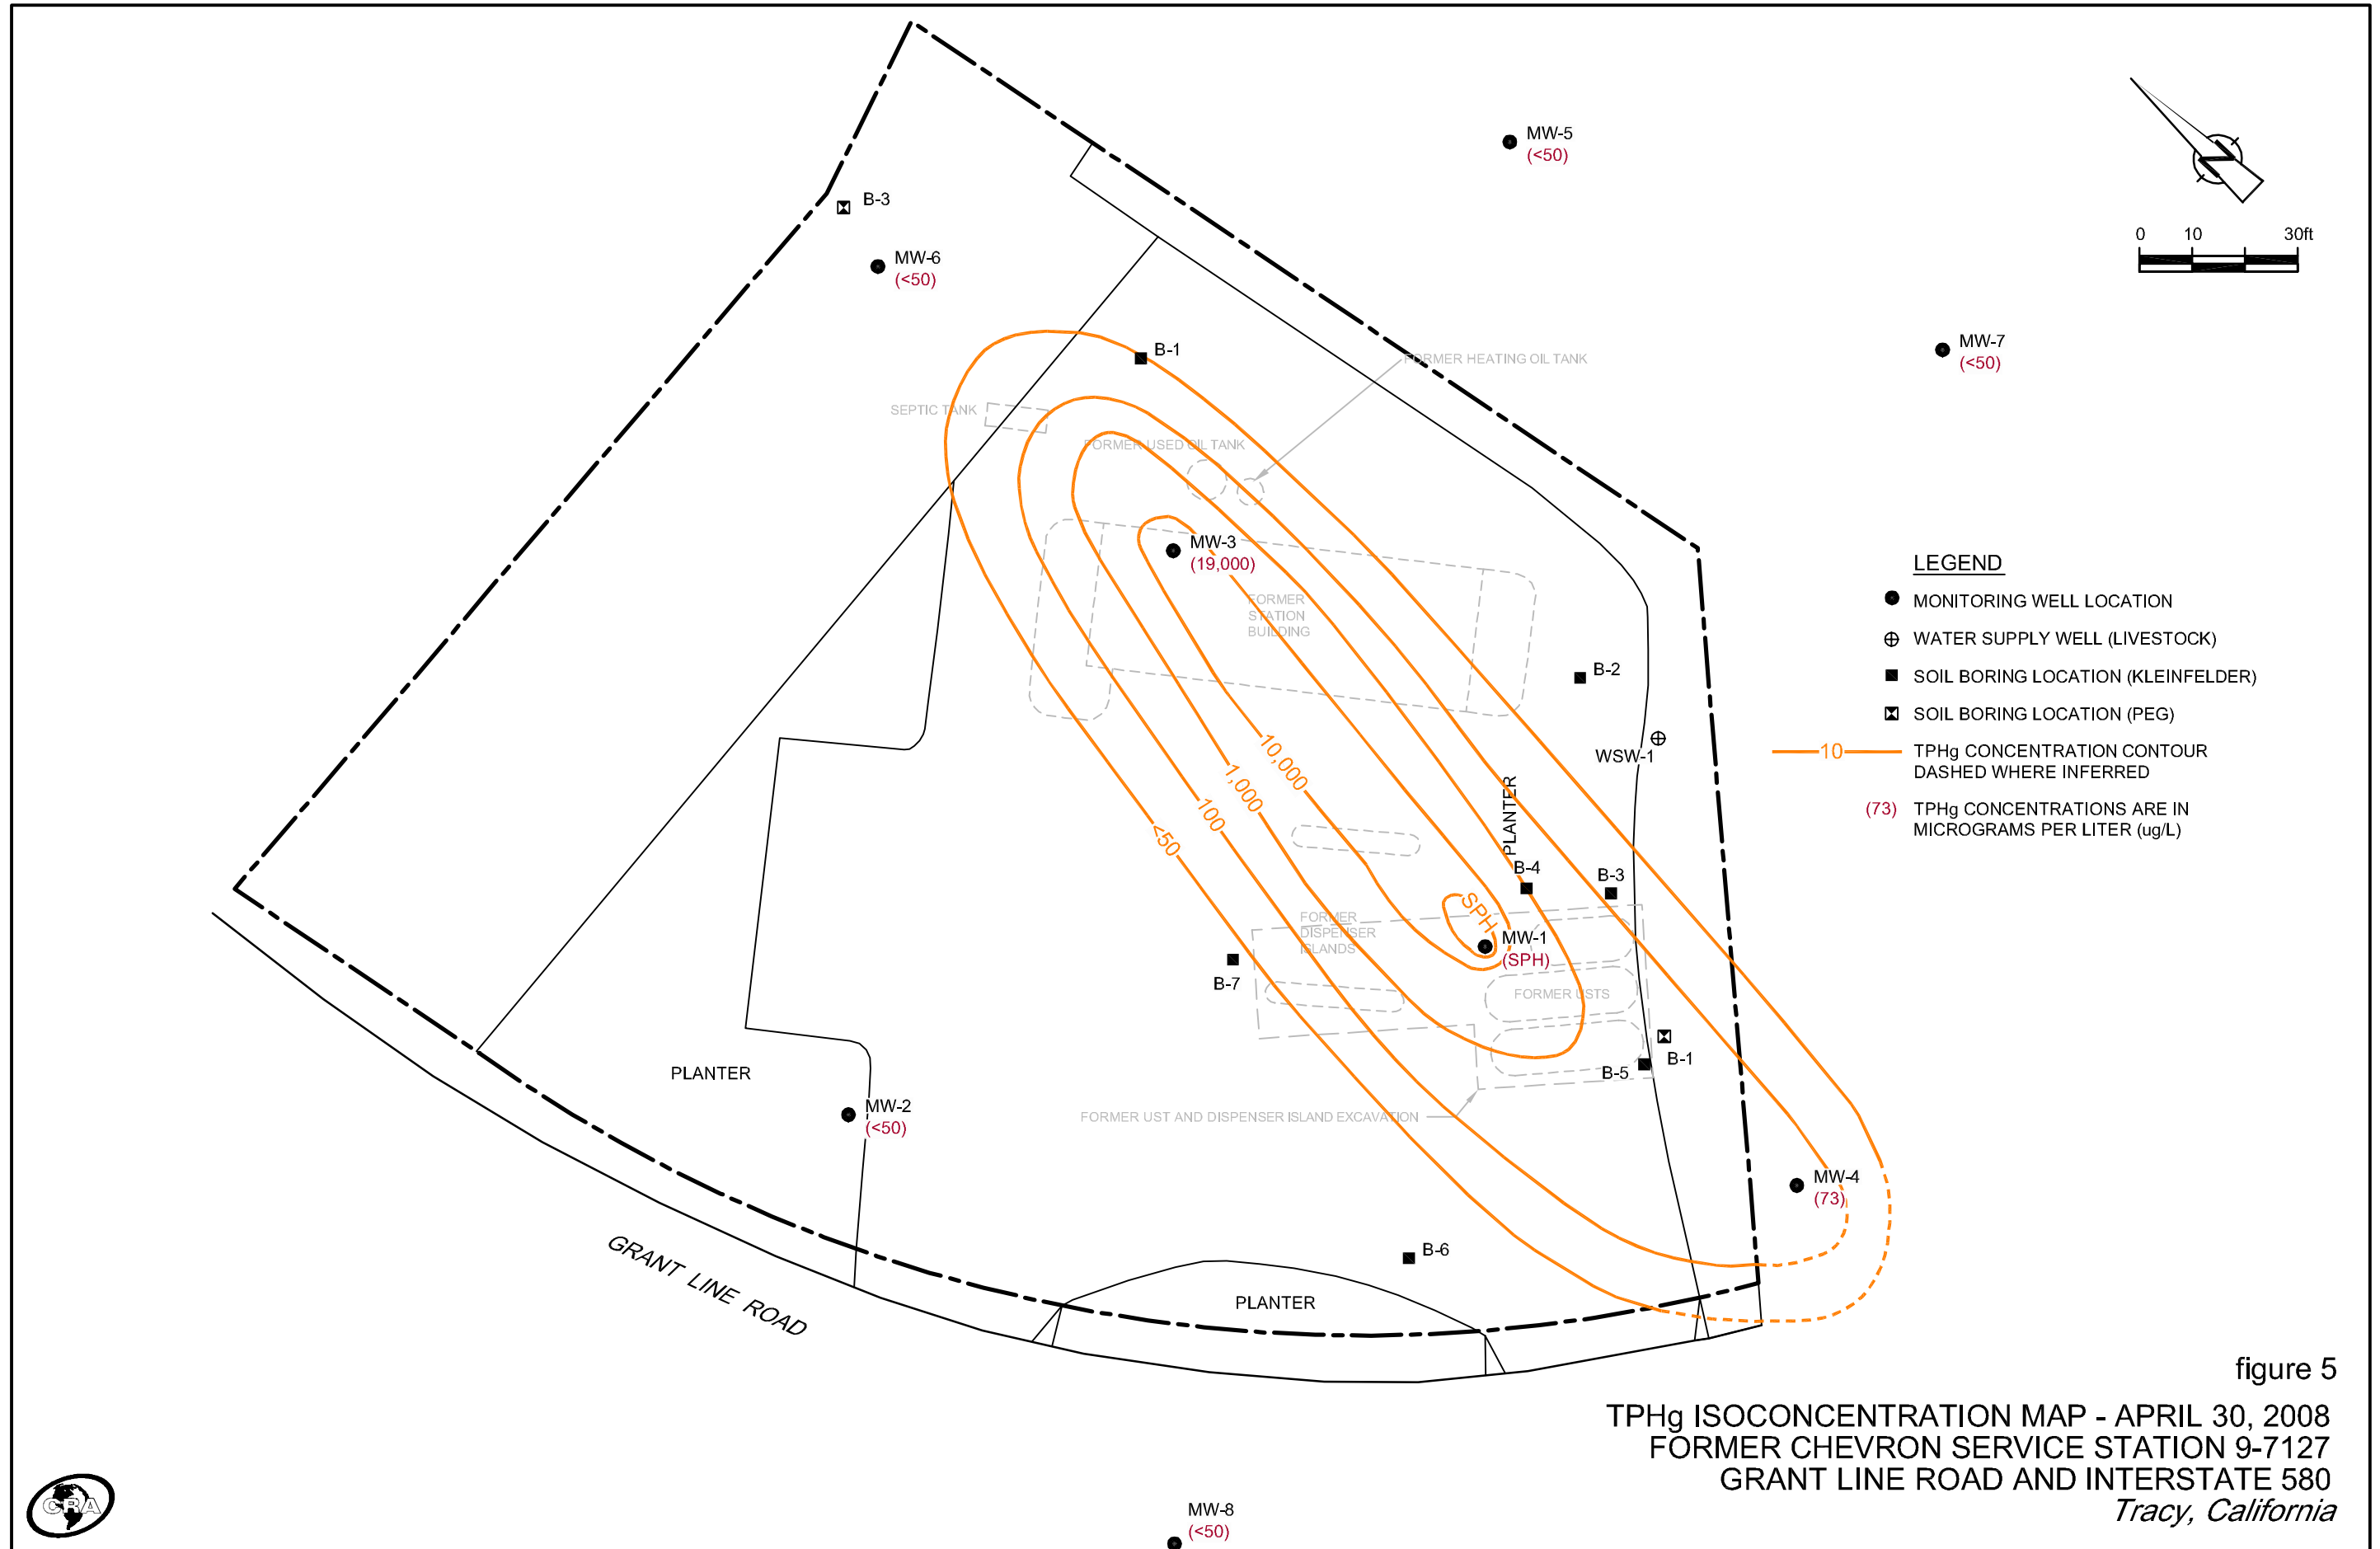 MW-5
(<50)
B-3
MW-6
(<50)
N
0 10 30ft
B-1
MW-7
(<50)
FORMER HEATING OIL TANK
SEPTIC TANK
FORMER USED OIL TANK
MW-3
(19,000)
FORMER
STATION
BUILDING
B-2
WSW-1
LEGEND
MONITORING WELL LOCATION
WATER SUPPLY WELL (LIVESTOCK)
SOIL BORING LOCATION (KLEINFELDER)
SOIL BORING LOCATION (PEG)
10
TPHg CONCENTRATION CONTOUR
DASHED WHERE INFERRED
(73) TPHg CONCENTRATIONS ARE IN
MICROGRAMS PER LITER (ug/L)
10,000
1,000
100
<50
PLANTER
B-4
B-3
SPH
MW-1
(SPH)
FORMER
DISPENSER
ISLANDS
B-7
FORMER USTS
B-1
B-5
PLANTER
MW-2
(<50)
FORMER UST AND DISPENSER ISLAND EXCAVATION
MW-4
(73)
B-6
PLANTER
GRANT LINE ROAD
figure 5
TPHg ISOCONCENTRATION MAP - APRIL 30, 2008
FORMER CHEVRON SERVICE STATION 9-7127
GRANT LINE ROAD AND INTERSTATE 580
Tracy, California
CRA
MW-8
(<50)